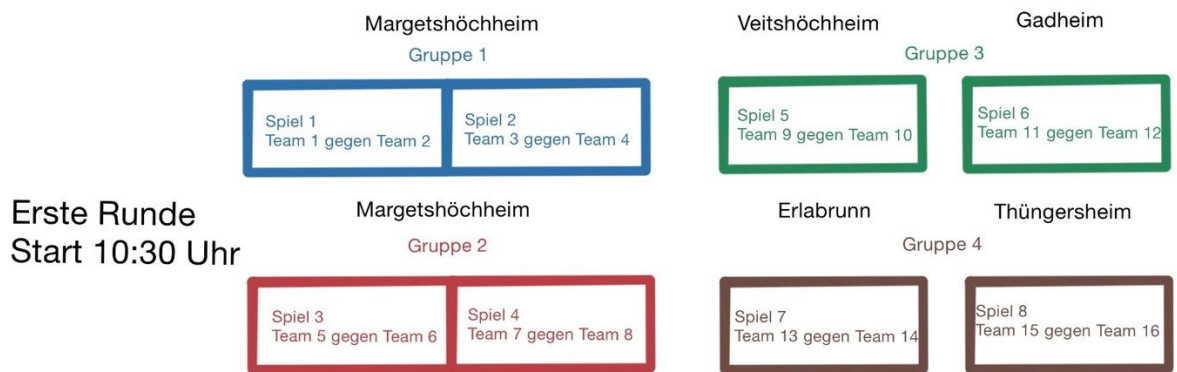 Margetshöchheim
Gruppe 1
Spiel 1
Team 1 gegen Team 2
Spiel 2
Team 3 gegen Team 4
Veitshöchheim
Gadheim
Gruppe 3
Spiel 5
Team 9 gegen Team 10
Spiel 6
Team 11 gegen Team 12
Erste Runde
Start 10:30 Uhr
Margetshöchheim
Gruppe 2
Spiel 3
Team 5 gegen Team 6
Spiel 4
Team 7 gegen Team 8
Erlabrunn
Thüngersheim
Gruppe 4
Spiel 7
Team 13 gegen Team 14
Spiel 8
Team 15 gegen Team 16